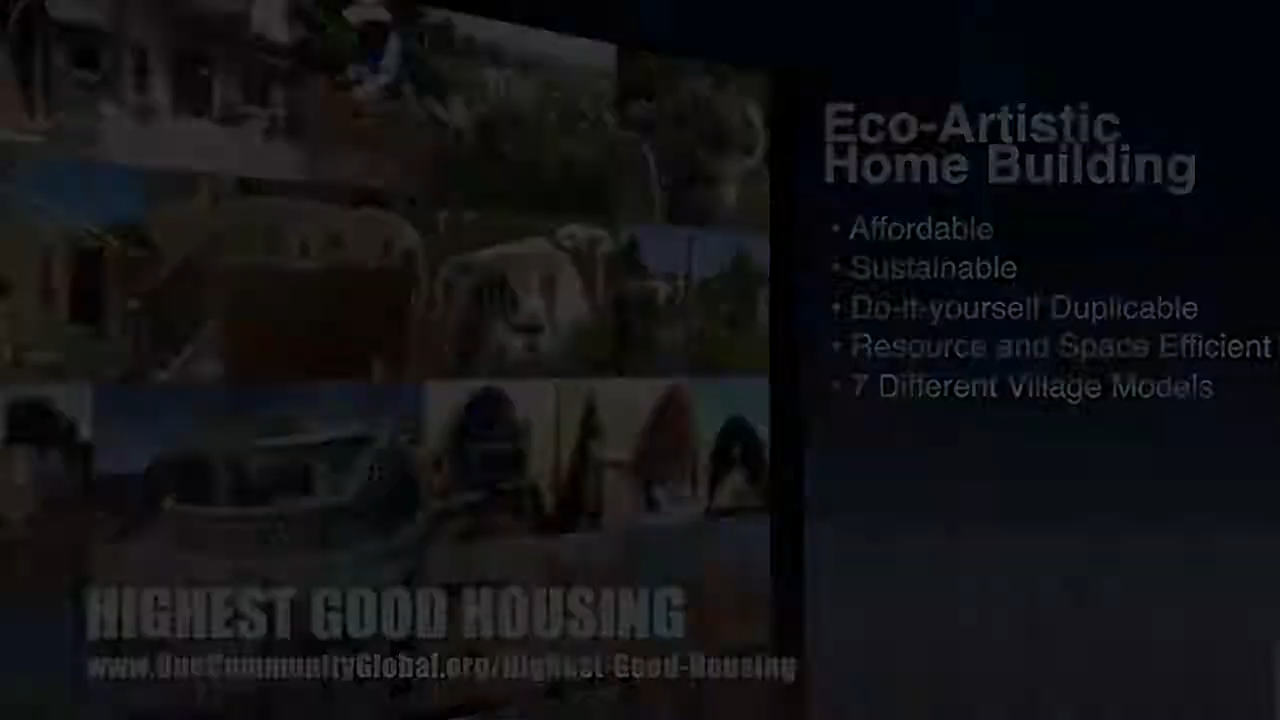 Eco-Artistic
Home Building
• Affordable
• Sustainable
• Do-it-yourself Duplicable
• Resource and Space Efficient
• 7 Different Village Models
HIGHEST GOOD HOUSING
www.OneCommunityGlobal.org/Highest-Good-Housing